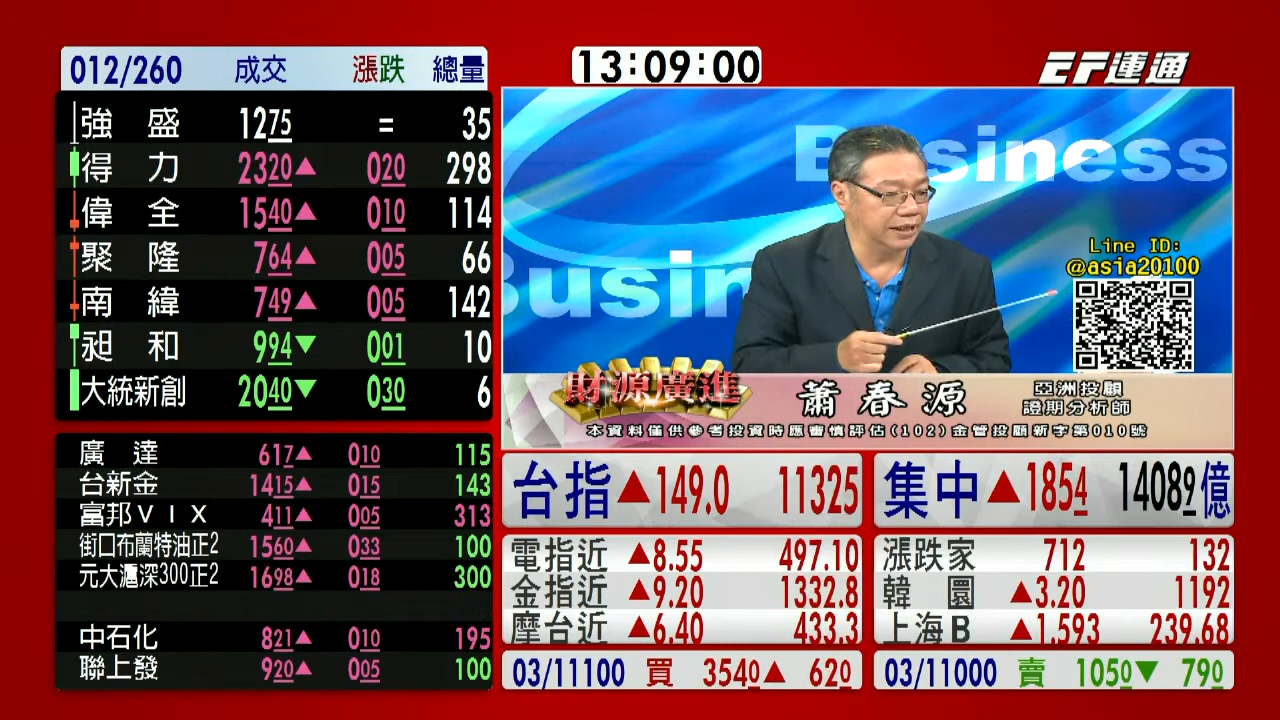 012/260 成交 漲跌 總量
13:09:00
EF運通
強盛 1275 = 35
得力 2320▲ 020 298
偉全 1540▲ 010 114
聚隆 764▲ 005 66
南緯 749▲ 005 142
昶和 994▼ 001 10
大統新創 2040▼ 030 6
廣達 617▲ 010 115
台新金 1415▲ 015 143
富邦VIX 411▲ 005 313
街口布蘭特油正2 1560▲ 033 100
元大滬深300正2 1698▲ 018 300
中石化 821▲ 010 195
聯上發 920▲ 005 100
Business
Busin
Line ID:
@asia20100
財源廣進
蕭春源
亞洲投顧
證期分析師
本資料僅供參考投資時應審慎評估(102)金管投顧新字第010號
台指▲149.0 11325
電指近 ▲8.55 497.10
金指近 ▲9.20 1332.8
摩台近 ▲6.40 433.3
03/11100 買 3540▲ 620
集中▲1854 14089億
漲跌家 712 132
韓國 ▲3.20 1192
上海B ▲1.593 239.68
03/11000 賣 1050▼ 790